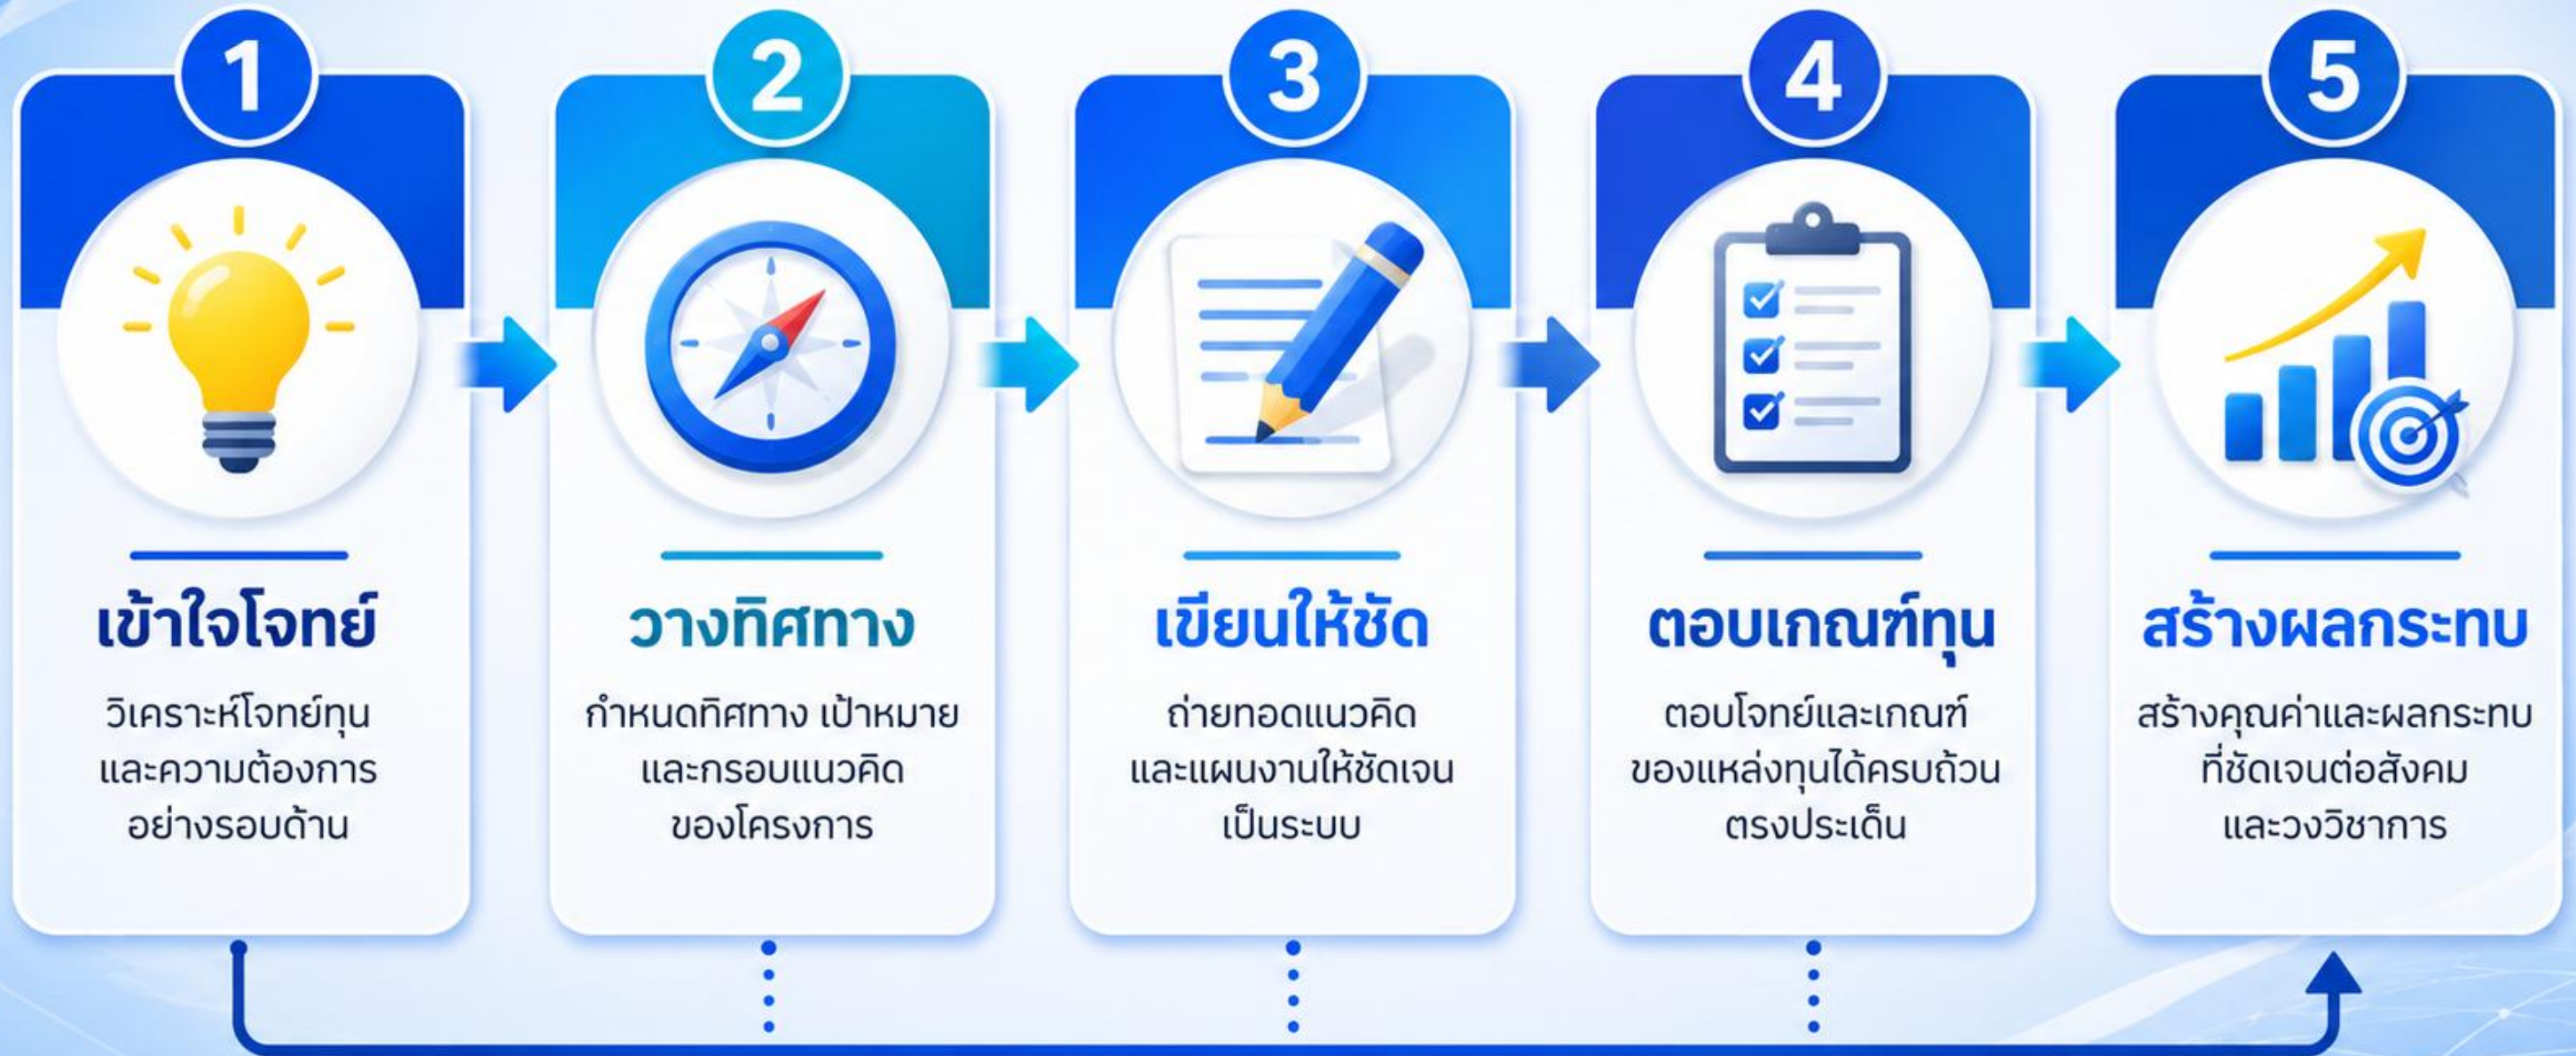 1
เข้าใจโจทย์
วิเคราะห์โจทย์ทุน
และความต้องการ
อย่างรอบด้าน
2
วางทิศทาง
กำหนดทิศทาง เป้าหมาย
และกรอบแนวคิด
ของโครงการ
3
เขียนให้ชัด
ถ่ายทอดแนวคิด
และแผนงานให้ชัดเจน
เป็นระบบ
4
ตอบเกณฑ์ทุน
ตอบโจทย์และเกณฑ์
ของแหล่งทุนได้ครบถ้วน
ตรงประเด็น
5
สร้างผลกระทบ
สร้างคุณค่าและผลกระทบ
ที่ชัดเจนต่อสังคม
และวงวิชาการ